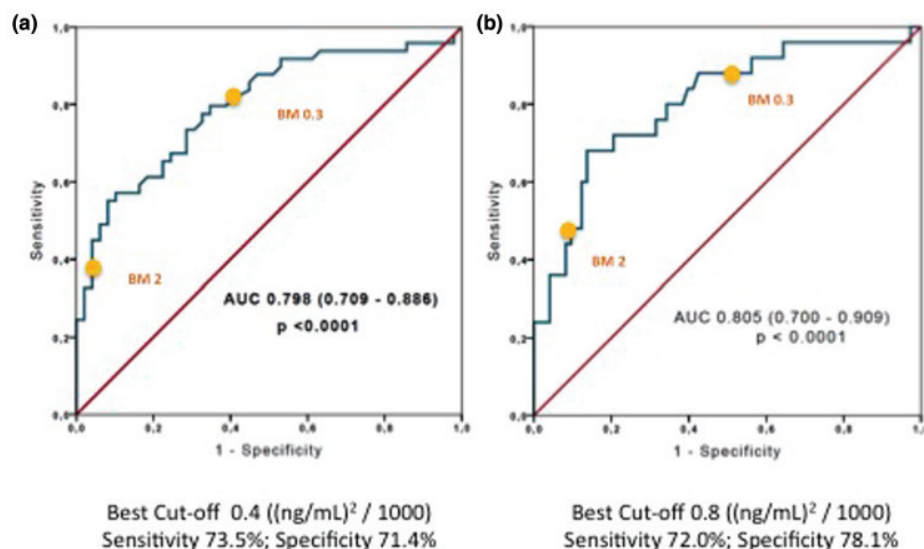 (a)
1,0
0,8
0,6
0,4
0,2
0,0
Sensitivity
BM 0.3
BM 2
AUC 0.798 (0.709 - 0.886)
p <0.0001
0,0 0,2 0,4 0,6 0,8 1,0
1 - Specificity
Best Cut-off 0.4 ((ng/mL)² / 1000)
Sensitivity 73.5%; Specificity 71.4%
(b)
1,0
0,8
0,6
0,4
0,2
0,0
Sensitivity
BM 0.3
BM 2
AUC 0.805 (0.700 - 0.909)
p < 0.0001
0,0 0,2 0,4 0,6 0,8 1,0
1 - Specificity
Best Cut-off 0.8 ((ng/mL)² / 1000)
Sensitivity 72.0%; Specificity 78.1%